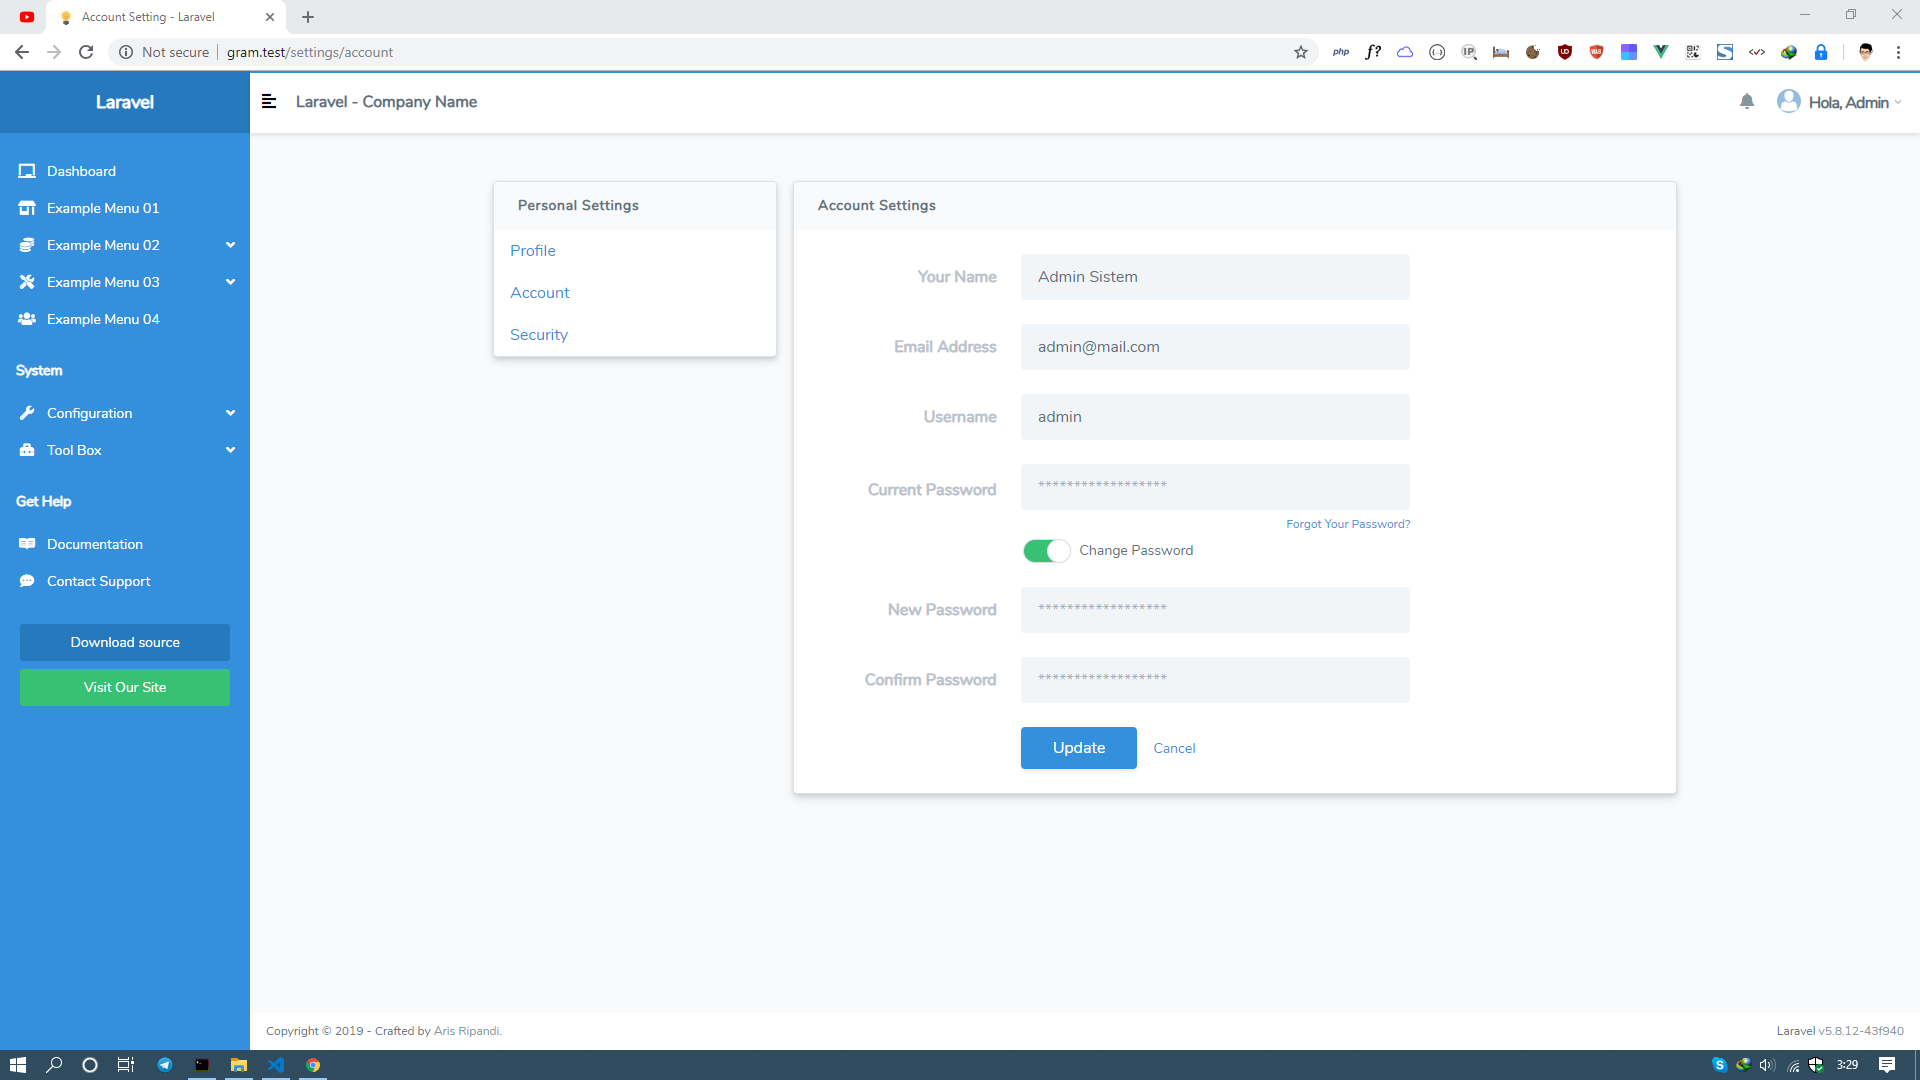 Account Setting - Laravel
Not secure
gram.test/settings/account
php
f?
Laravel
Laravel - Company Name
Hola, Admin
Dashboard
Example Menu 01
Example Menu 02
Example Menu 03
Example Menu 04
System
Configuration
Tool Box
Get Help
Documentation
Contact Support
Download source
Visit Our Site
Personal Settings
Profile
Account
Security
Account Settings
Your Name
Admin Sistem
Email Address
admin@mail.com
Username
admin
Current Password
******************
Forgot Your Password?
Change Password
New Password
******************
Confirm Password
******************
Update
Cancel
Copyright © 2019 - Crafted by Aris Ripandi.
Laravel v5.8.12-43f940
3:29